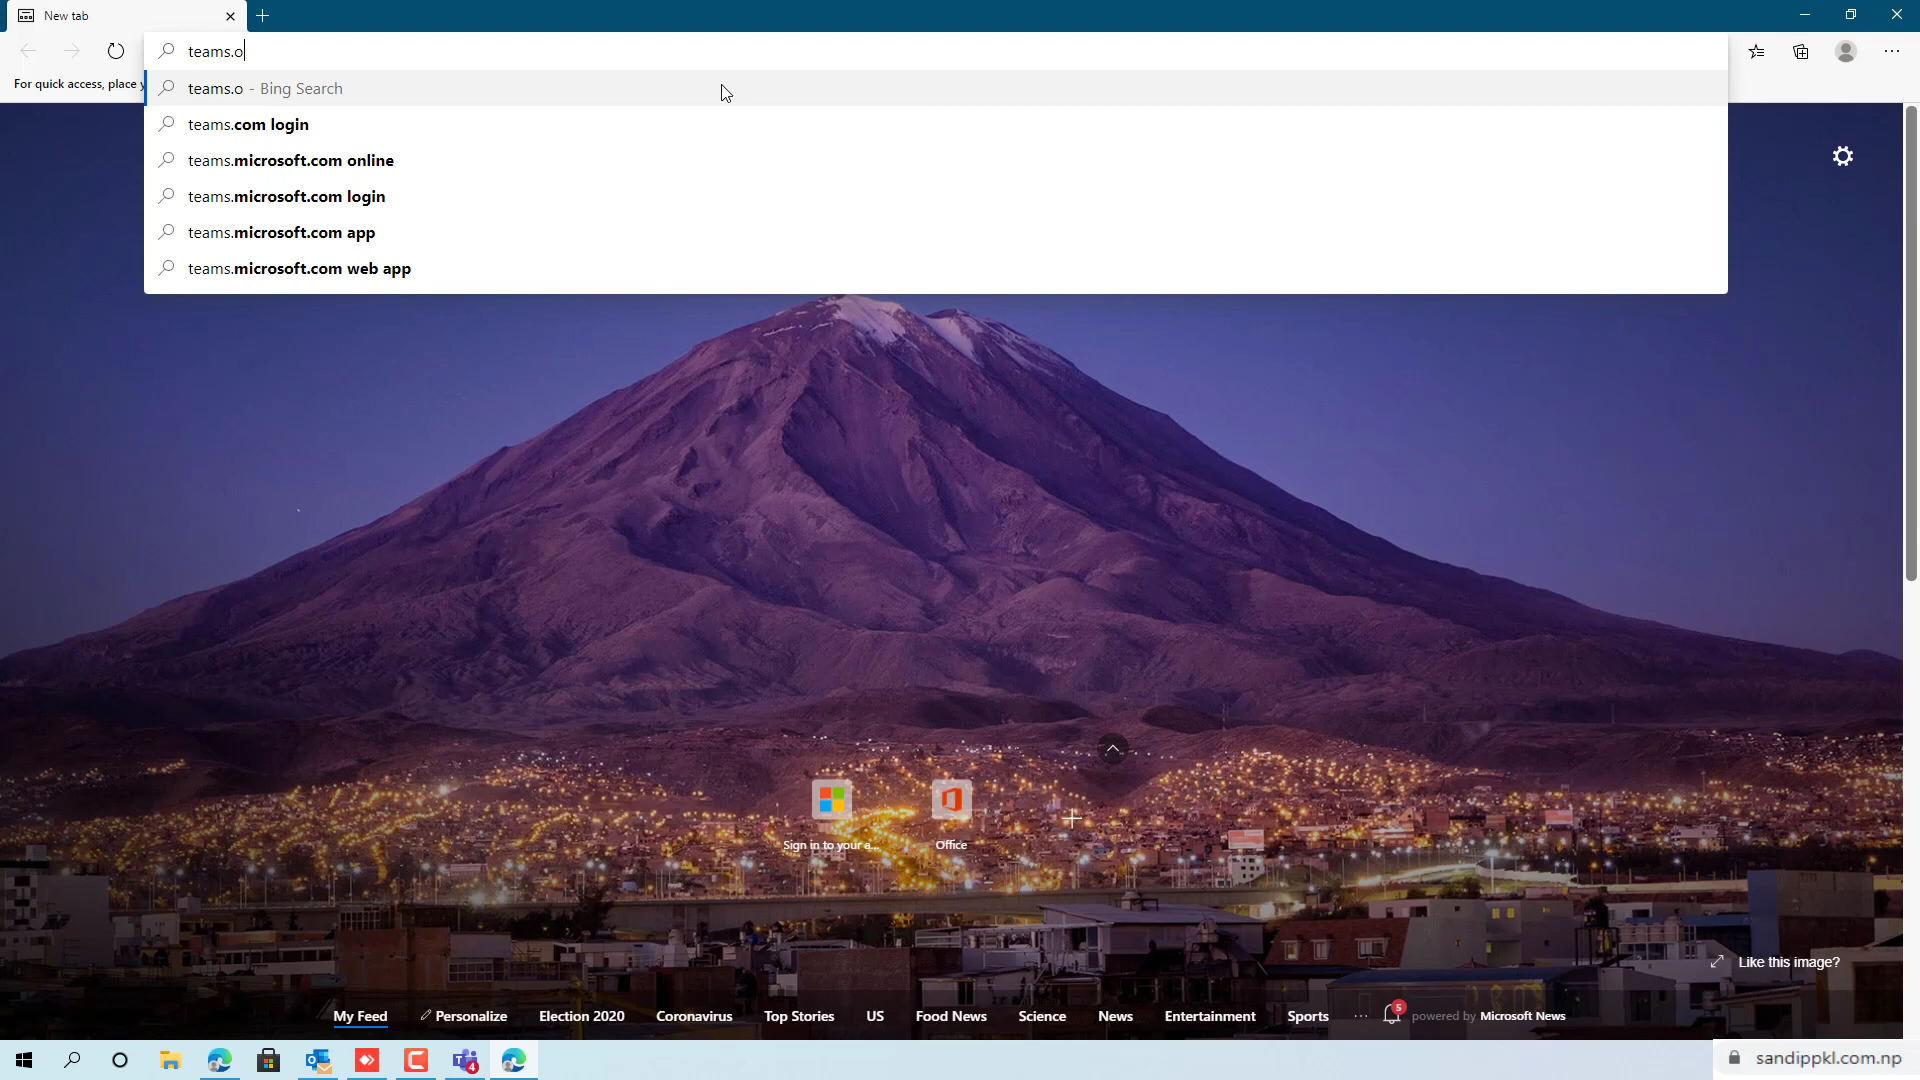 New tab
teams.o
For quick access, place y
teams.o - Bing Search
teams.com login
teams.microsoft.com online
teams.microsoft.com login
teams.microsoft.com app
teams.microsoft.com web app
Sign in to your a...
Office
Like this image?
My Feed Personalize Election 2020 Coronavirus Top Stories US Food News Science News Entertainment Sports ... 5 powered by Microsoft News
4
sandippkl.com.np